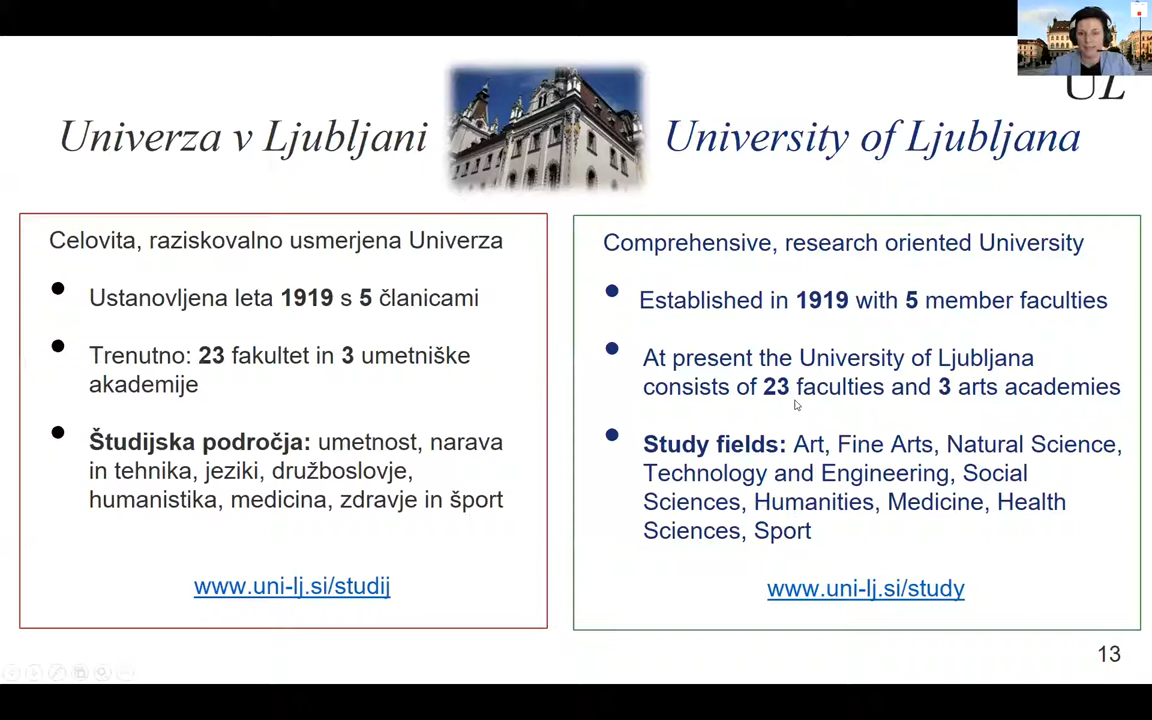 UL
Univerza v Ljubljani
University of Ljubljana
Celovita, raziskovalno usmerjena Univerza
Ustanovljena leta 1919 s 5 članicami
Trenutno: 23 fakultet in 3 umetniške
akademije
Študijska področja: umetnost, narava
in tehnika, jeziki, družboslovje,
humanistika, medicina, zdravje in šport
www.uni-lj.si/studij
Comprehensive, research oriented University
Established in 1919 with 5 member faculties
At present the University of Ljubljana
consists of 23 faculties and 3 arts academies
Study fields: Art, Fine Arts, Natural Science,
Technology and Engineering, Social
Sciences, Humanities, Medicine, Health
Sciences, Sport
www.uni-lj.si/study
13